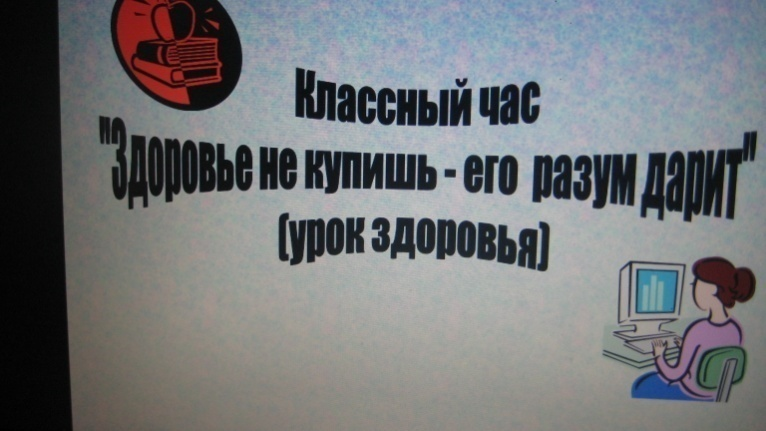 Классный час
"Здоровье не купишь - его разум дарит"
(урок здоровья)